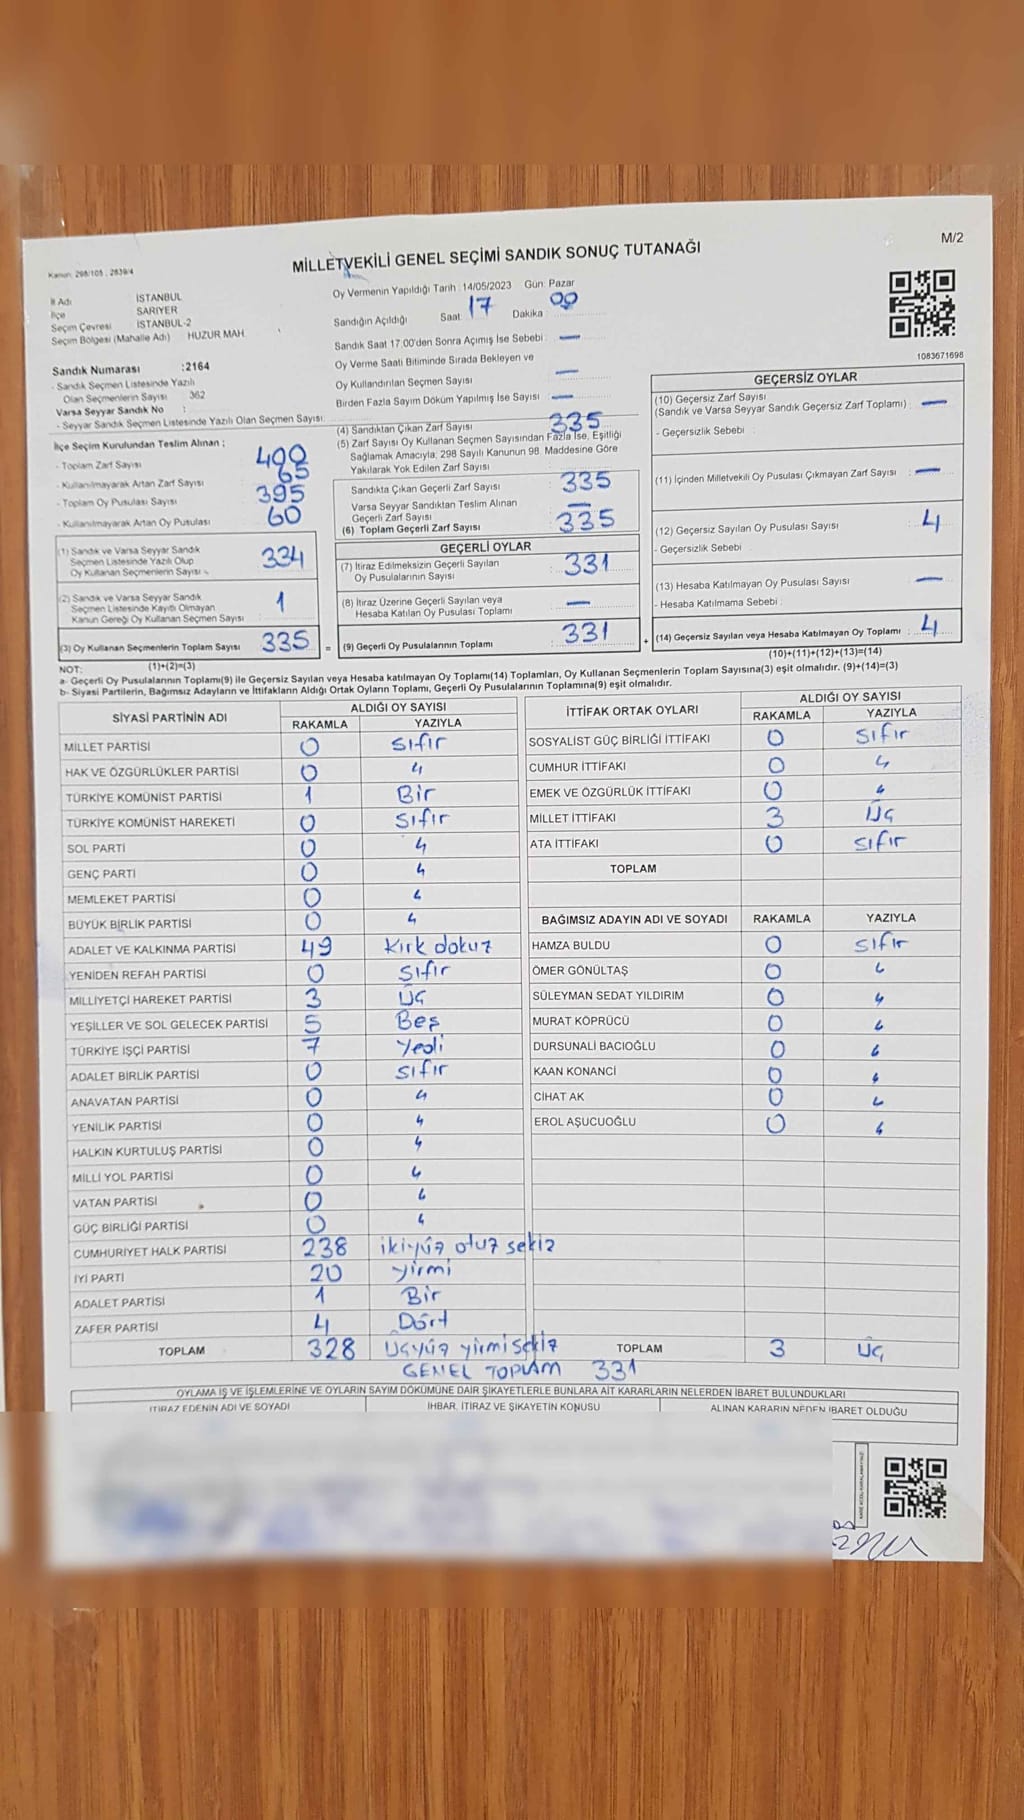 M/2
Kanun: 298/105 , 2839/4
MİLLETVEKİLİ GENEL SEÇİMİ SANDIK SONUÇ TUTANAĞI
İl Adı İSTANBUL
İlçe SARIYER
Seçim Çevresi İSTANBUL-2
Seçim Bölgesi (Mahalle Adı) HUZUR MAH.
Sandık Numarası :2164
- Sandık Seçmen Listesinde Yazılı
Olan Seçmenlerin Sayısı 362
Varsa Seyyar Sandık No :
- Seyyar Sandık Seçmen Listesinde Yazılı Olan Seçmen Sayısı:
Oy Vermenin Yapıldığı Tarih : 14/05/2023 Gün: Pazar
Sandığın Açıldığı Saat : 17 Dakika : 00
Sandık Saat 17:00'den Sonra Açımış İse Sebebi : —
Oy Verme Saati Bitiminde Sırada Bekleyen ve
Oy Kullandırılan Seçmen Sayısı —
Birden Fazla Sayım Döküm Yapılmış İse Sayısı : —
1083671698
İlçe Seçim Kurulundan Teslim Alınan ;
- Toplam Zarf Sayısı 400
- Kullanılmayarak Artan Zarf Sayısı 65
- Toplam Oy Pusulası Sayısı 395
- Kullanılmayarak Artan Oy Pusulası 60
(1) Sandık ve Varsa Seyyar Sandık
Seçmen Listesinde Yazılı Olup
Oy Kullanan Seçmenlerin Sayısı 334
(2) Sandık ve Varsa Seyyar Sandık
Seçmen Listesinde Kayıtlı Olmayan
Kanun Gereği Oy Kullanan Seçmen Sayısı 1
(3) Oy Kullanan Seçmenlerin Toplam Sayısı 335
(1)+(2)=(3)
(4) Sandıktan Çıkan Zarf Sayısı 335
(5) Zarf Sayısı Oy Kullanan Seçmen Sayısından Fazla İse, Eşitliği
Sağlamak Amacıyla; 298 Sayılı Kanunun 98. Maddesine Göre
Yakılarak Yok Edilen Zarf Sayısı
Sandıkta Çıkan Geçerli Zarf Sayısı 335
Varsa Seyyar Sandıktan Teslim Alınan
Geçerli Zarf Sayısı —
(6) Toplam Geçerli Zarf Sayısı 335
GEÇERLİ OYLAR
(7) İtiraz Edilmeksizin Geçerli Sayılan
Oy Pusulalarının Sayısı : 331
(8) İtiraz Üzerine Geçerli Sayılan veya
Hesaba Katılan Oy Pusulası Toplamı : —
= (9) Geçerli Oy Pusulalarının Toplamı : 331 +
GEÇERSİZ OYLAR
(10) Geçersiz Zarf Sayısı
(Sandık ve Varsa Seyyar Sandık Geçersiz Zarf Toplamı) : —
- Geçersizlik Sebebi :
(11) İçinden Milletvekili Oy Pusulası Çıkmayan Zarf Sayısı : —
(12) Geçersiz Sayılan Oy Pusulası Sayısı : 4
- Geçersizlik Sebebi :
(13) Hesaba Katılmayan Oy Pusulası Sayısı : —
- Hesaba Katılmama Sebebi :
(14) Geçersiz Sayılan veya Hesaba Katılmayan Oy Toplamı : 4
(10)+(11)+(12)+(13)=(14)
NOT:
a- Geçerli Oy Pusulalarının Toplamı(9) ile Geçersiz Sayılan veya Hesaba katılmayan Oy Toplamı(14) Toplamları, Oy Kullanan Seçmenlerin Toplam Sayısına(3) eşit olmalıdır. (9)+(14)=(3)
b- Siyasi Partilerin, Bağımsız Adayların ve İttifakların Aldığı Ortak Oyların Toplamı, Geçerli Oy Pusulalarının Toplamına(9) eşit olmalıdır.
SİYASİ PARTİNİN ADI ALDIĞI OY SAYISI
RAKAMLA YAZIYLA
MİLLET PARTİSİ 0 sıfır
HAK VE ÖZGÜRLÜKLER PARTİSİ 0 "
TÜRKİYE KOMÜNİST PARTİSİ 1 Bir
TÜRKİYE KOMÜNİST HAREKETİ 0 sıfır
SOL PARTİ 0 "
GENÇ PARTİ 0 "
MEMLEKET PARTİSİ 0 "
BÜYÜK BİRLİK PARTİSİ 0 "
ADALET VE KALKINMA PARTİSİ 49 Kırk dokuz
YENİDEN REFAH PARTİSİ 0 sıfır
MİLLİYETÇİ HAREKET PARTİSİ 3 Üç
YEŞİLLER VE SOL GELECEK PARTİSİ 5 Beş
TÜRKİYE İŞÇİ PARTİSİ 7 Yedi
ADALET BİRLİK PARTİSİ 0 sıfır
ANAVATAN PARTİSİ 0 "
YENİLİK PARTİSİ 0 "
HALKIN KURTULUŞ PARTİSİ 0 "
MİLLİ YOL PARTİSİ 0 "
VATAN PARTİSİ 0 "
GÜÇ BİRLİĞİ PARTİSİ 0 "
CUMHURİYET HALK PARTİSİ 238 ikiyüz otuz sekiz
İYİ PARTİ 20 yirmi
ADALET PARTİSİ 1 Bir
ZAFER PARTİSİ 4 Dört
TOPLAM 328 Üçyüz yirmi sekiz
İTTİFAK ORTAK OYLARI ALDIĞI OY SAYISI
RAKAMLA YAZIYLA
SOSYALİST GÜÇ BİRLİĞİ İTTİFAKI 0 sıfır
CUMHUR İTTİFAKI 0 "
EMEK VE ÖZGÜRLÜK İTTİFAKI 0 "
MİLLET İTTİFAKI 3 Üç
ATA İTTİFAKI 0 sıfır
TOPLAM
BAĞIMSIZ ADAYIN ADI VE SOYADI RAKAMLA YAZIYLA
HAMZA BULDU 0 sıfır
ÖMER GÖNÜLTAŞ 0 "
SÜLEYMAN SEDAT YILDIRIM 0 "
MURAT KÖPRÜCÜ 0 "
DURSUNALİ BACIOĞLU 0 "
KAAN KONANCİ 0 "
CİHAT AK 0 "
EROL AŞUCUOĞLU 0 "
TOPLAM 3 Üç
GENEL TOPLAM 331
OYLAMA İŞ VE İŞLEMLERİNE VE OYLARIN SAYIM DÖKÜMÜNE DAİR ŞİKAYETLERLE BUNLARA AİT KARARLARIN NELERDEN İBARET BULUNDUKLARI
İTİRAZ EDENİN ADI VE SOYADI İHBAR, İTİRAZ VE ŞİKAYETİN KONUSU ALINAN KARARIN NEDEN İBARET OLDUĞU